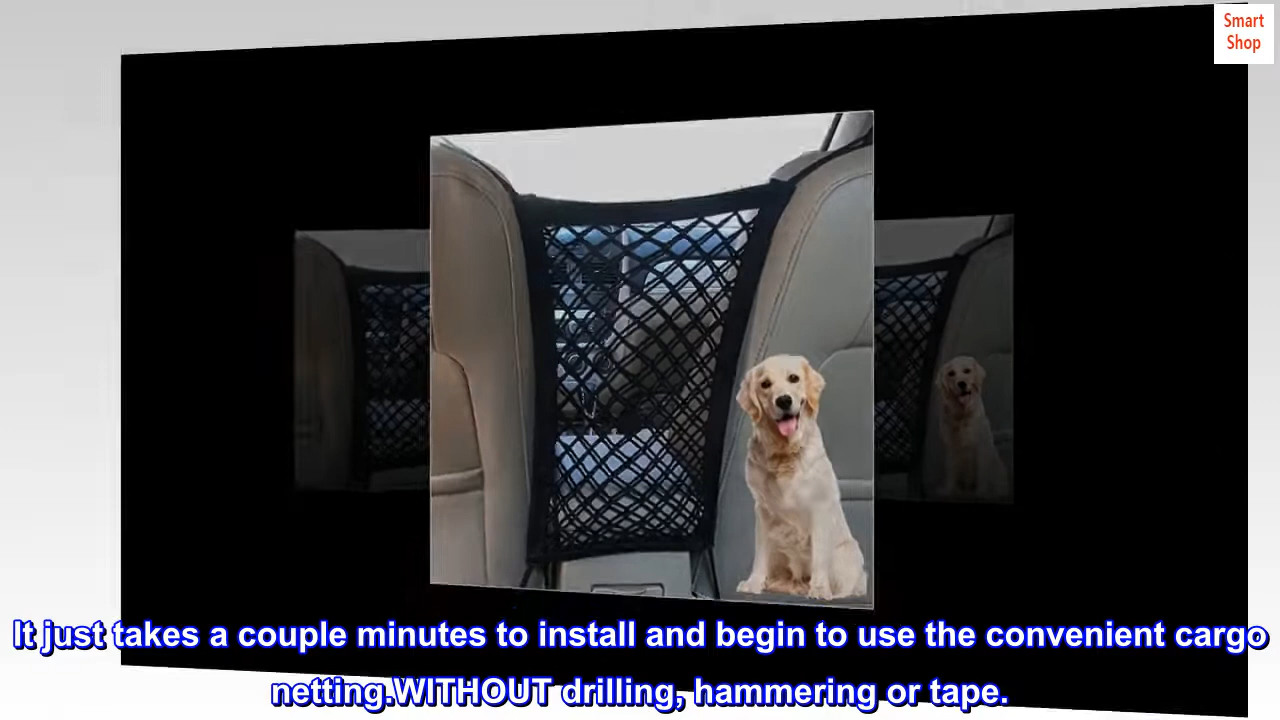 Smart
Shop
It just takes a couple minutes to install and begin to use the convenient cargo
netting.WITHOUT drilling, hammering or tape.